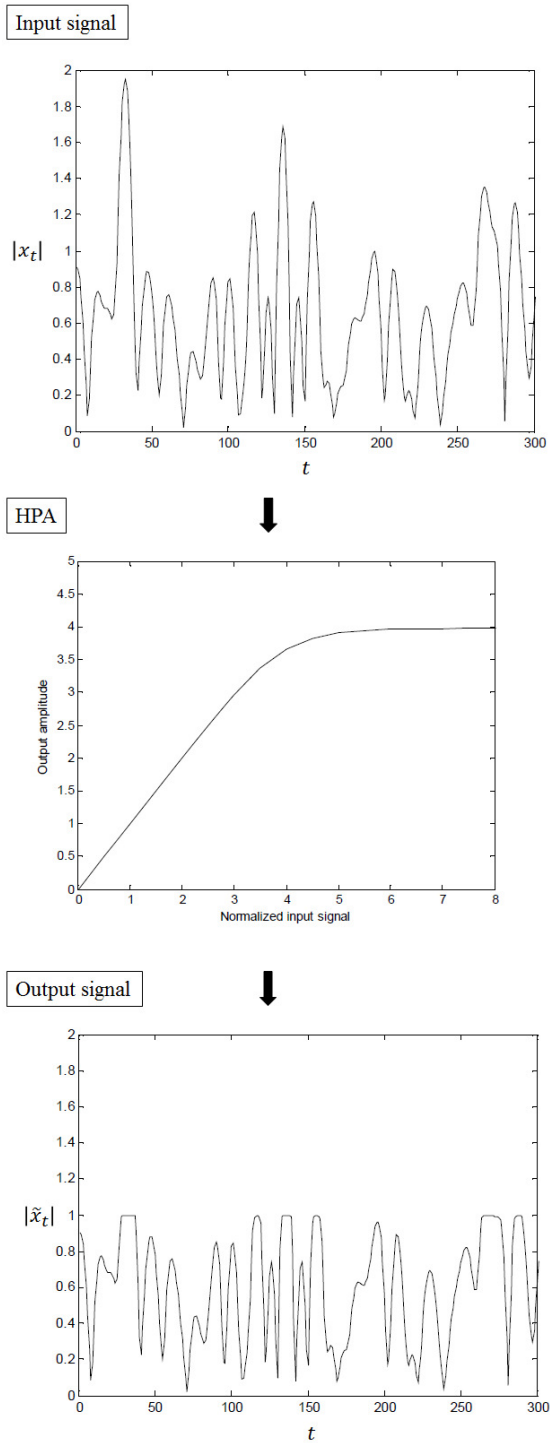 Input signal
2
1.8
1.6
1.4
1.2
1
0.8
0.6
0.4
0.2
0
|x_t|
0 50 100 150 200 250 300
t
HPA
5
4.5
4
3.5
3
2.5
2
1.5
1
0.5
0
Output amplitude
0 1 2 3 4 5 6 7 8
Normalized input signal
Output signal
2
1.8
1.6
1.4
1.2
1
0.8
0.6
0.4
0.2
0
|x̃_t|
0 50 100 150 200 250 300
t